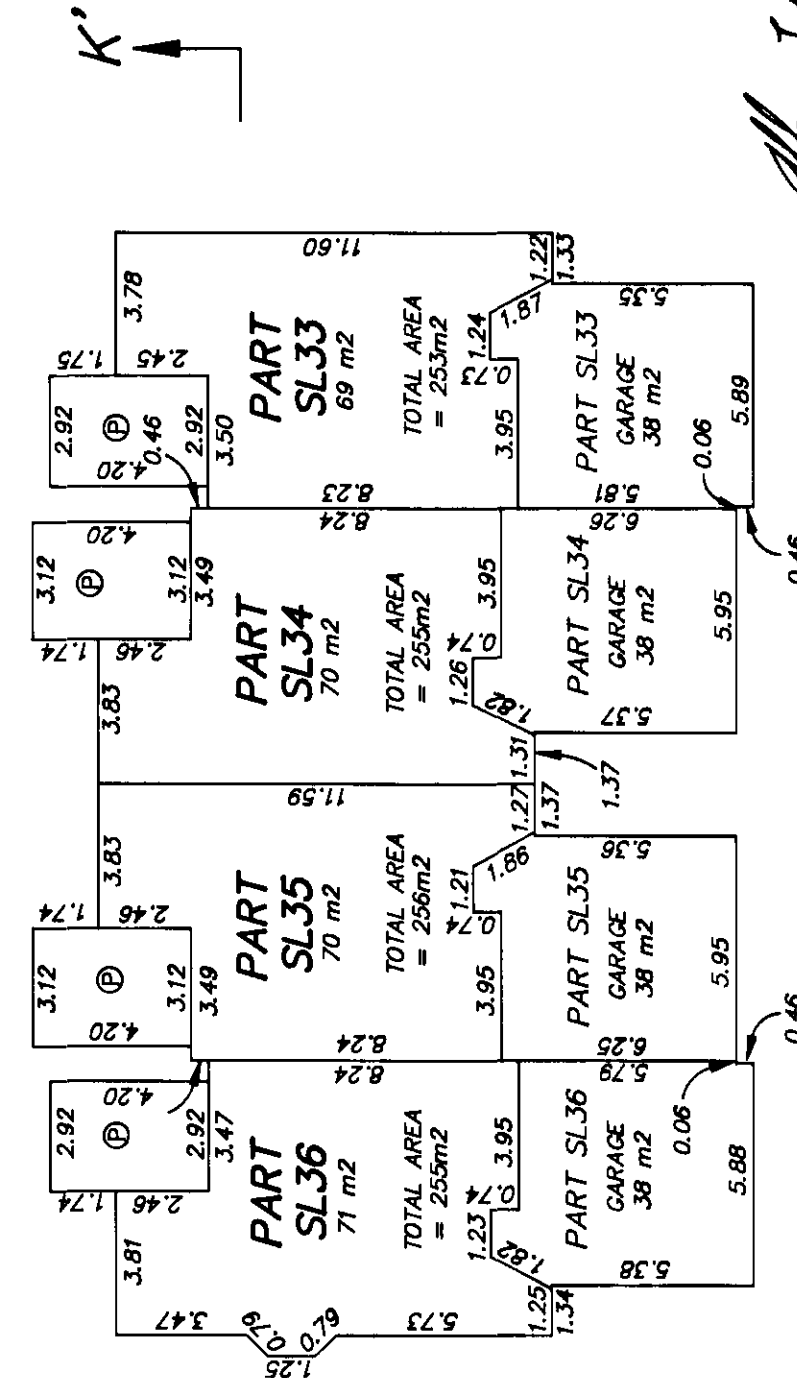 K'
3.78
1.75
2.45
2.92
Ⓟ
4.20
2.92
0.46
3.50
11.60
PART
SL33
69 m2
TOTAL AREA
= 253m2
8.23
1.24
0.73
3.95
1.87
1.22
1.33
PART SL33
GARAGE
38 m2
5.35
5.81
5.89
0.06
0.46
3.12
4.20
Ⓟ
3.12
3.49
1.74
2.46
3.83
8.24
PART
SL34
70 m2
TOTAL AREA
= 255m2
3.95
0.74
1.26
1.82
1.31
1.37
PART SL34
GARAGE
38 m2
6.26
5.37
5.95
3.83
11.59
1.74
2.46
3.12
Ⓟ
4.20
3.12
3.49
PART
SL35
70 m2
TOTAL AREA
= 256m2
8.24
1.27
1.37
1.86
1.21
0.74
3.95
PART SL35
GARAGE
38 m2
5.36
6.25
5.95
0.46
0.06
2.92
4.20
Ⓟ
2.92
3.47
1.74
2.46
3.81
8.24
PART
SL36
71 m2
TOTAL AREA
= 255m2
3.47
0.79
1.25
0.79
5.73
3.95
0.74
1.23
1.82
1.25
1.34
PART SL36
GARAGE
38 m2
5.79
5.38
5.88